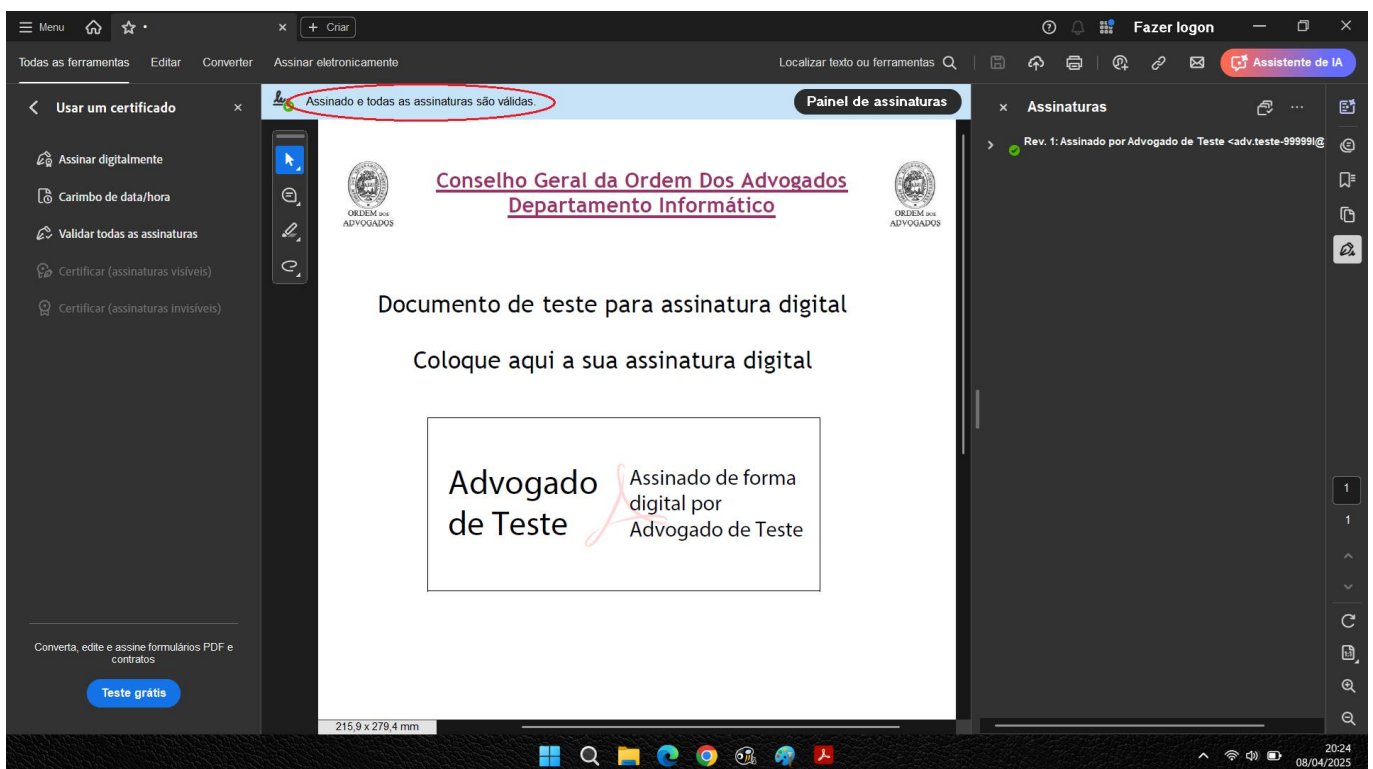 Menu
+ Criar
Fazer logon
Todas as ferramentas Editar Converter Assinar eletronicamente
Localizar texto ou ferramentas
Assistente de IA
Usar um certificado
Assinar digitalmente
Carimbo de data/hora
Validar todas as assinaturas
Certificar (assinaturas visíveis)
Certificar (assinaturas invisíveis)
Converta, edite e assine formulários PDF e
contratos
Teste grátis
Assinado e todas as assinaturas são válidas.
Painel de assinaturas
ORDEM DOS
ADVOGADOS
Conselho Geral da Ordem Dos Advogados
Departamento Informático
ORDEM DOS
ADVOGADOS
Documento de teste para assinatura digital
Coloque aqui a sua assinatura digital
Advogado
de Teste
Assinado de forma
digital por
Advogado de Teste
215,9 x 279,4 mm
Assinaturas
Rev. 1: Assinado por Advogado de Teste <adv.teste-99999l@
1
1
20:24
08/04/2025